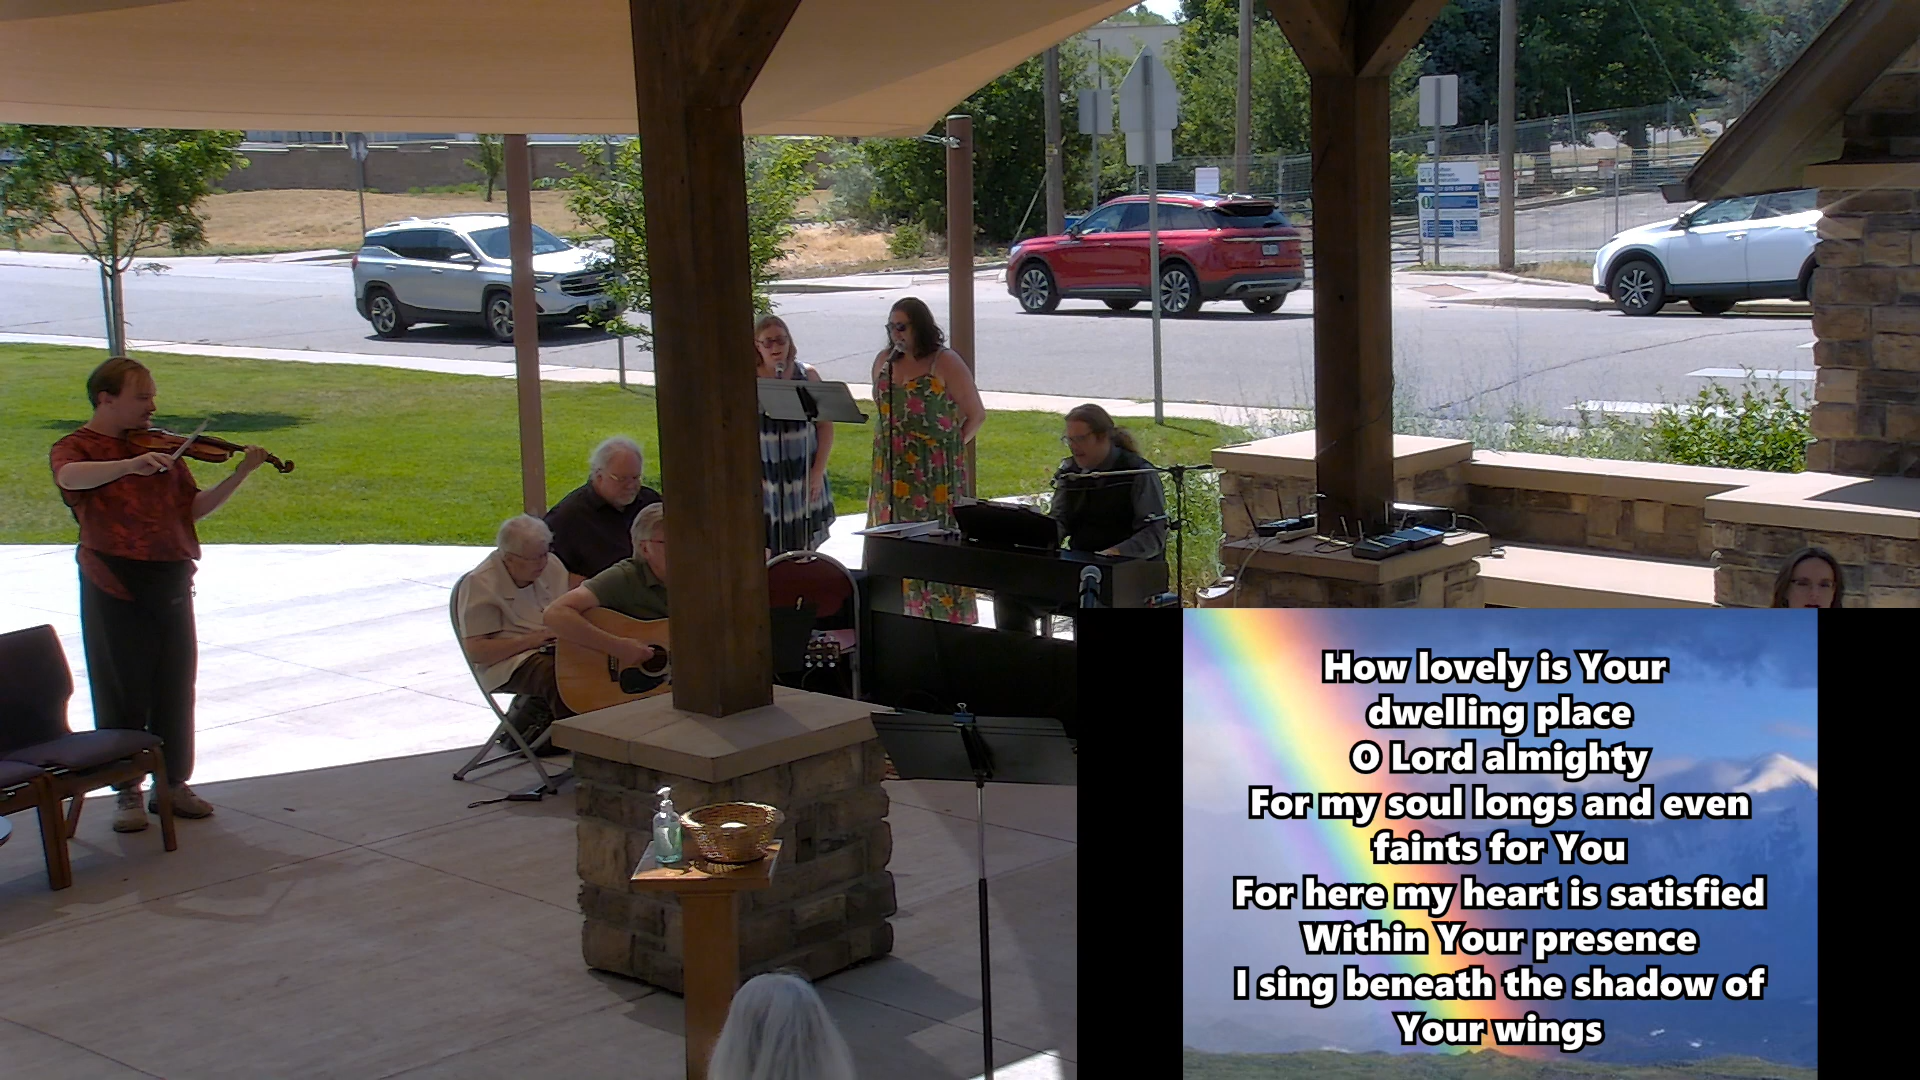 How lovely is Your
dwelling place
O Lord almighty
For my soul longs and even
faints for You
For here my heart is satisfied
Within Your presence
I sing beneath the shadow of
Your wings